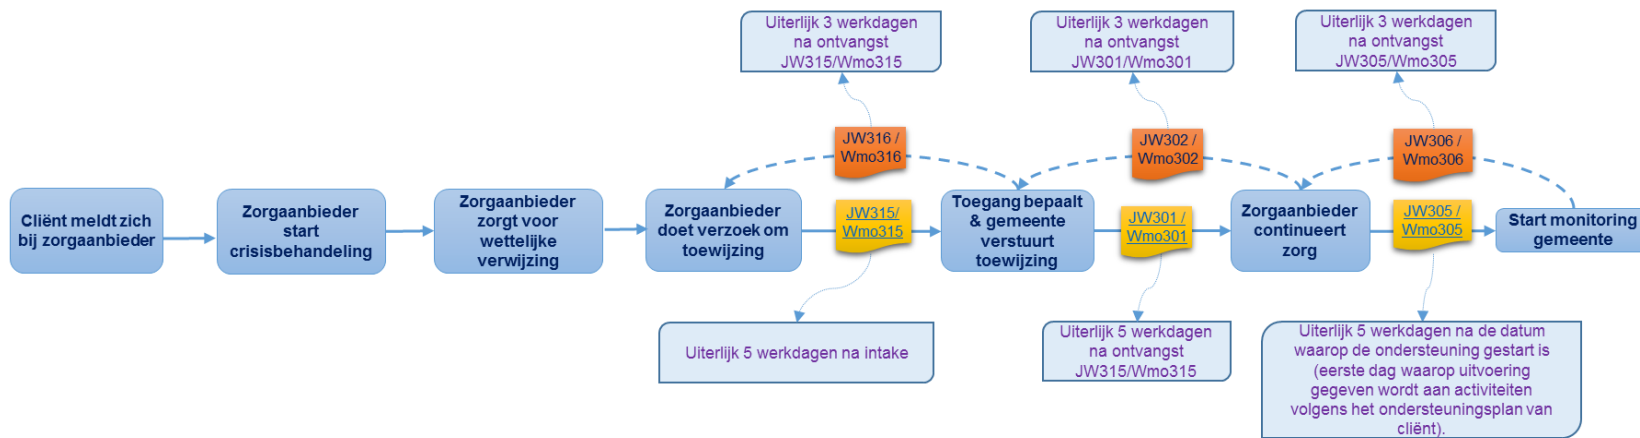 Uiterlijk 3 werkdagen
na ontvangst
JW315/Wmo315
Uiterlijk 3 werkdagen
na ontvangst
JW301/Wmo301
Uiterlijk 3 werkdagen
na ontvangst
JW305/Wmo305
JW316 /
Wmo316
JW302 /
Wmo302
JW306 /
Wmo306
Cliënt meldt zich
bij zorgaanbieder
Zorgaanbieder
start
crisisbehandeling
Zorgaanbieder
zorgt voor
wettelijke
verwijzing
Zorgaanbieder
doet verzoek om
toewijzing
JW315/
Wmo315
Toegang bepaalt
& gemeente
verstuurt
toewijzing
JW301 /
Wmo301
Zorgaanbieder
continueert
zorg
JW305 /
Wmo305
Start monitoring
gemeente
Uiterlijk 5 werkdagen na intake
Uiterlijk 5 werkdagen
na ontvangst
JW315/Wmo315
Uiterlijk 5 werkdagen na de datum
waarop de ondersteuning gestart is
(eerste dag waarop uitvoering
gegeven wordt aan activiteiten
volgens het ondersteuningsplan van
cliënt).